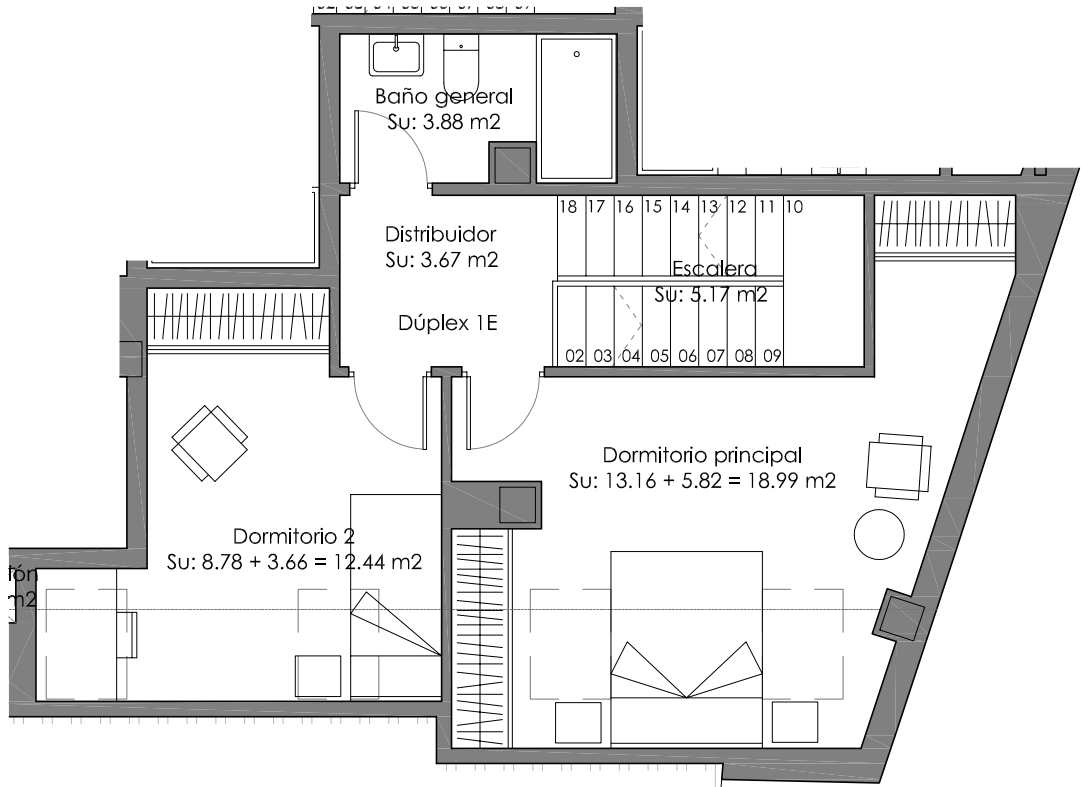 Baño general
Su: 3.88 m2
18 17 16 15 14 13 12 11 10
Distribuidor
Su: 3.67 m2
Escalera
Su: 5.17 m2
Dúplex 1E
02 03 04 05 06 07 08 09
Dormitorio principal
Su: 13.16 + 5.82 = 18.99 m2
Dormitorio 2
Su: 8.78 + 3.66 = 12.44 m2
m2